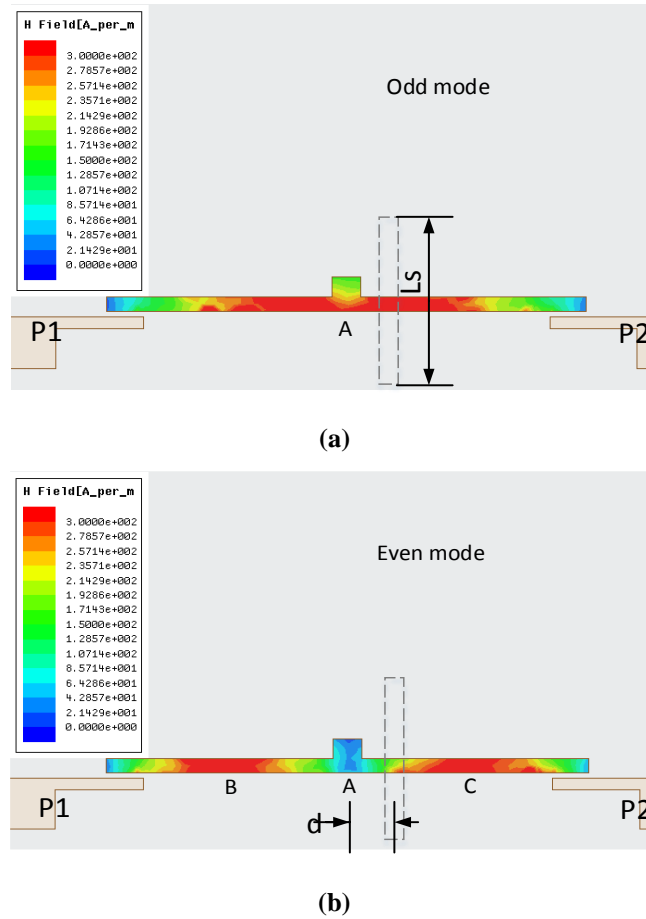 H Field[A_per_m
3.0000e+002
2.7857e+002
2.5714e+002
2.3571e+002
2.1429e+002
1.9286e+002
1.7143e+002
1.5000e+002
1.2857e+002
1.0714e+002
8.5714e+001
6.4286e+001
4.2857e+001
2.1429e+001
0.0000e+000
Odd mode
Ls
P1
A
P2
(a)
H Field[A_per_m
3.0000e+002
2.7857e+002
2.5714e+002
2.3571e+002
2.1429e+002
1.9286e+002
1.7143e+002
1.5000e+002
1.2857e+002
1.0714e+002
8.5714e+001
6.4286e+001
4.2857e+001
2.1429e+001
0.0000e+000
Even mode
P1
B
A
C
P2
d
(b)